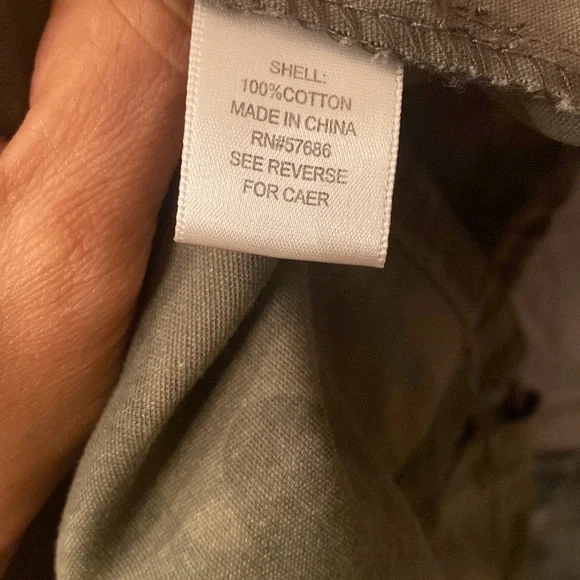 SHELL:
100%COTTON
MADE IN CHINA
RN#57686
SEE REVERSE
FOR CAER